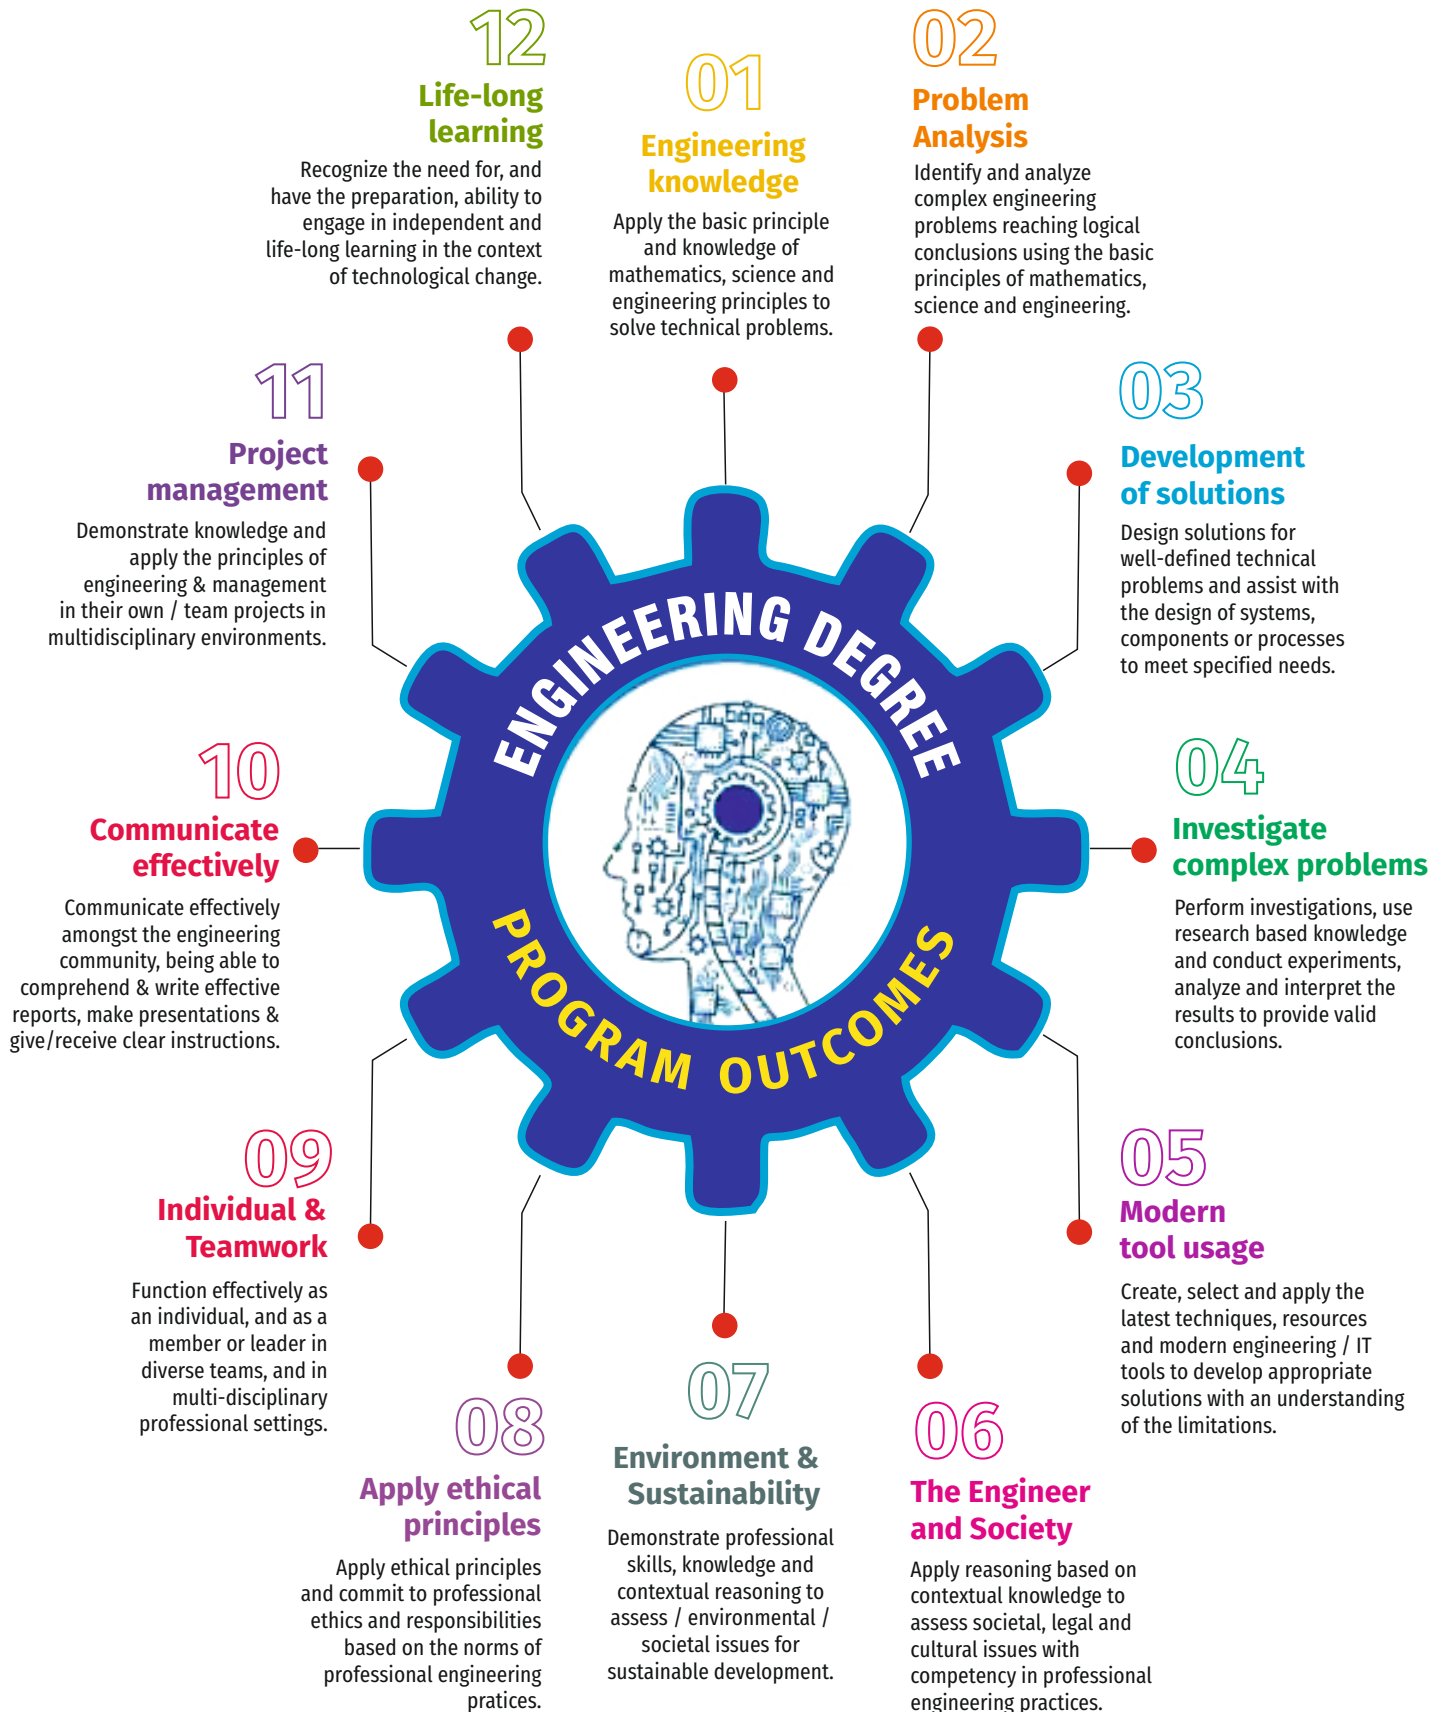 12
Life-long
learning
Recognize the need for, and
have the preparation, ability to
engage in independent and
life-long learning in the context
of technological change.
01
Engineering
knowledge
Apply the basic principle
and knowledge of
mathematics, science and
engineering principles to
solve technical problems.
02
Problem
Analysis
Identify and analyze
complex engineering
problems reaching logical
conclusions using the basic
principles of mathematics,
science and engineering.
11
Project
management
Demonstrate knowledge and
apply the principles of
engineering & management
in their own / team projects in
multidisciplinary environments.
03
Development
of solutions
Design solutions for
well-defined technical
problems and assist with
the design of systems,
components or processes
to meet specified needs.
ENGINEERING DEGREE
PROGRAM OUTCOMES
10
Communicate
effectively
Communicate effectively
amongst the engineering
community, being able to
comprehend & write effective
reports, make presentations &
give/receive clear instructions.
04
Investigate
complex problems
Perform investigations, use
research based knowledge
and conduct experiments,
analyze and interpret the
results to provide valid
conclusions.
09
Individual &
Teamwork
Function effectively as
an individual, and as a
member or leader in
diverse teams, and in
multi-disciplinary
professional settings.
05
Modern
tool usage
Create, select and apply the
latest techniques, resources
and modern engineering / IT
tools to develop appropriate
solutions with an understanding
of the limitations.
08
Apply ethical
principles
Apply ethical principles
and commit to professional
ethics and responsibilities
based on the norms of
professional engineering
pratices.
07
Environment &
Sustainability
Demonstrate professional
skills, knowledge and
contextual reasoning to
assess / environmental /
societal issues for
sustainable development.
06
The Engineer
and Society
Apply reasoning based on
contextual knowledge to
assess societal, legal and
cultural issues with
competency in professional
engineering practices.